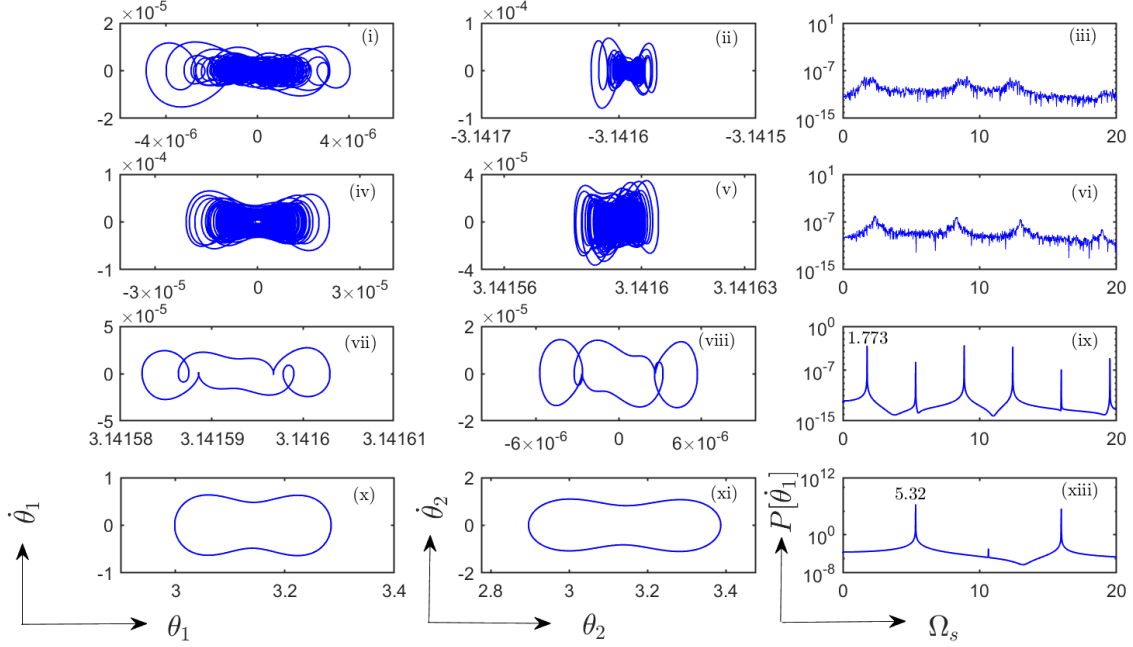 ×10⁻⁵
2
0
-2
(i)
-4×10⁻⁶ 0 4×10⁻⁶
×10⁻⁴
1
0
-1
(ii)
-3.1417 -3.1416 -3.1415
10¹
10⁻⁷
10⁻¹⁵
(iii)
0 10 20
×10⁻⁴
1
0
-1
(iv)
-3×10⁻⁵ 0 3×10⁻⁵
×10⁻⁵
4
0
-4
(v)
3.14156 3.1416 3.14163
10¹
10⁻⁷
10⁻¹⁵
(vi)
0 10 20
×10⁻⁵
5
0
-5
(vii)
3.14158 3.14159 3.1416 3.14161
×10⁻⁵
2
0
-2
(viii)
-6×10⁻⁶ 0 6×10⁻⁶
10⁰
10⁻⁷
10⁻¹⁵
1.773
(ix)
0 10 20
1
0
-1
(x)
3 3.2 3.4
2
0
-2
(xi)
2.8 3 3.2 3.4
10¹²
10⁰
10⁻⁸
5.32
(xiii)
0 10 20
θ̇₁
θ₁
θ̇₂
θ₂
P[θ̇₁]
Ωₛ